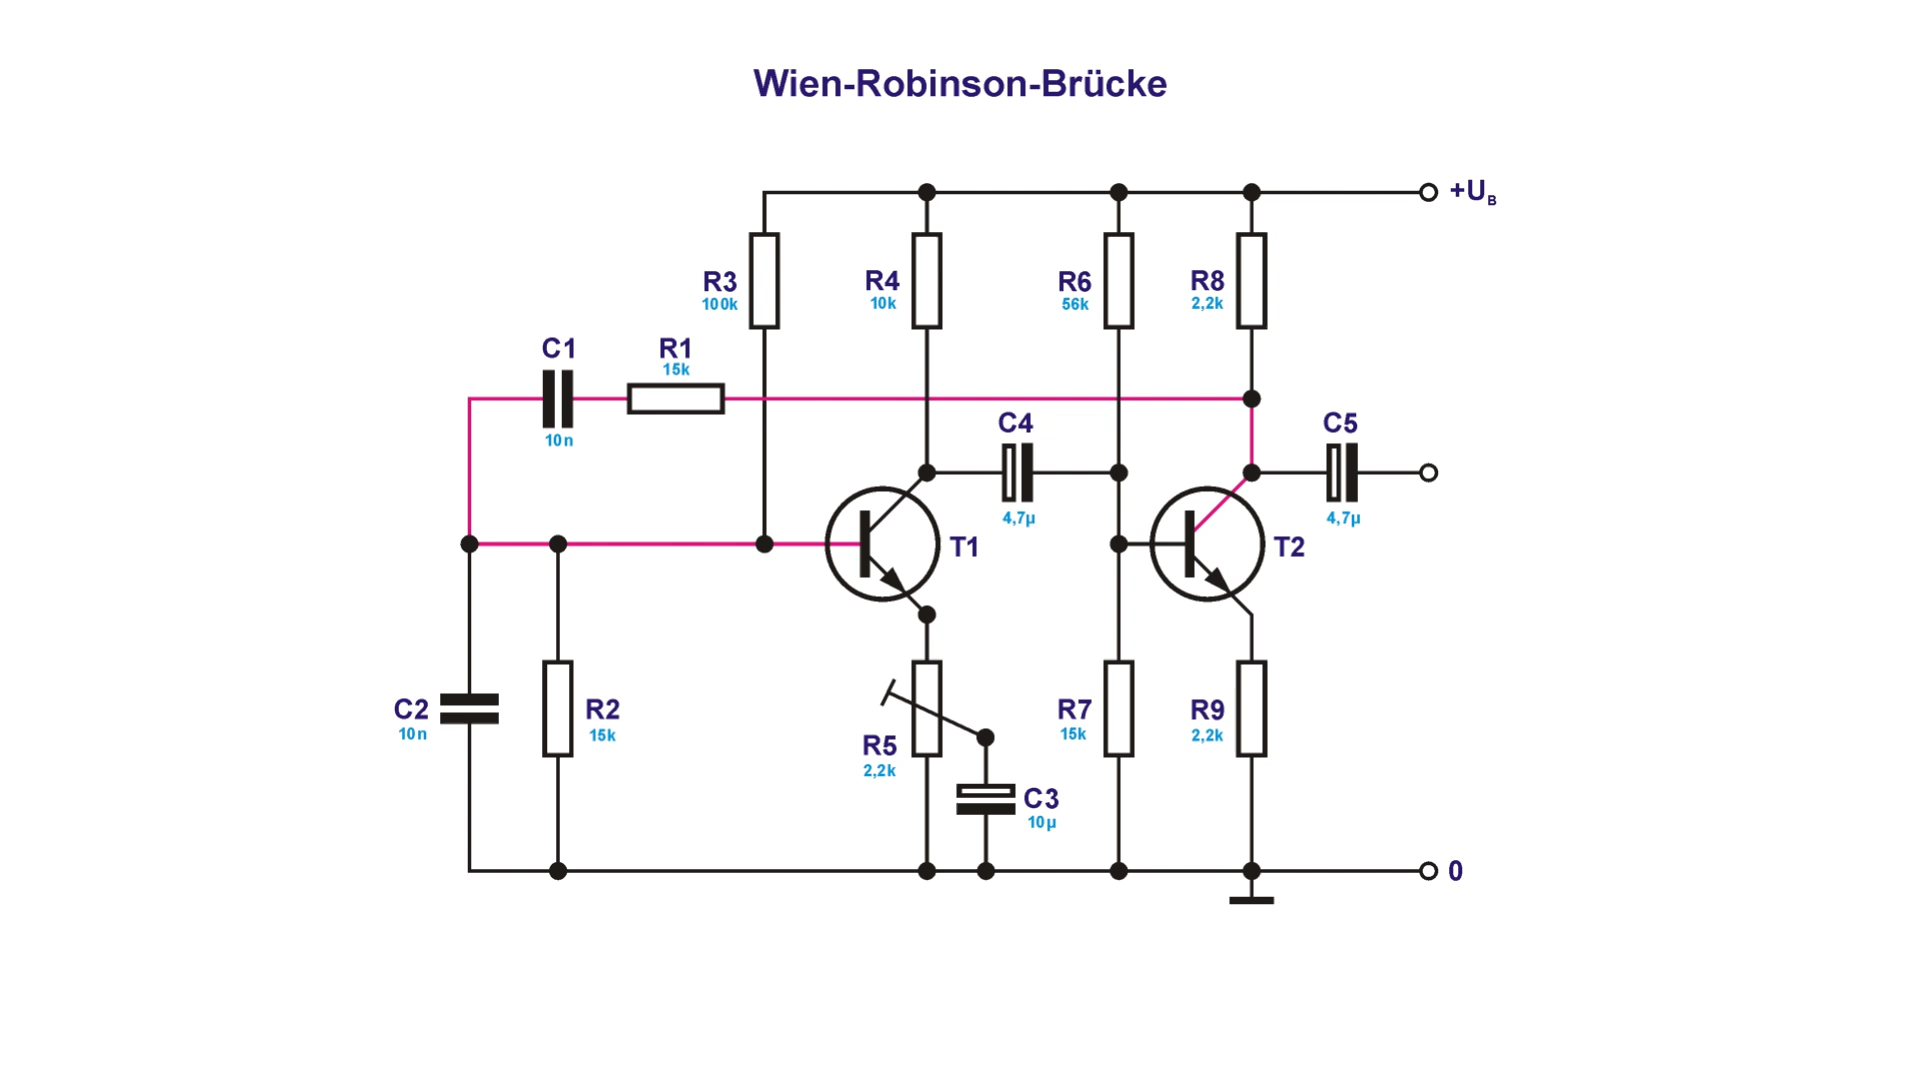 Wien-Robinson-Brücke
+U_B
R3
100k
R4
10k
R6
56k
R8
2,2k
C1
10n
R1
15k
C4
4,7µ
C5
4,7µ
T1
T2
C2
10n
R2
15k
R5
2,2k
C3
10µ
R7
15k
R9
2,2k
0